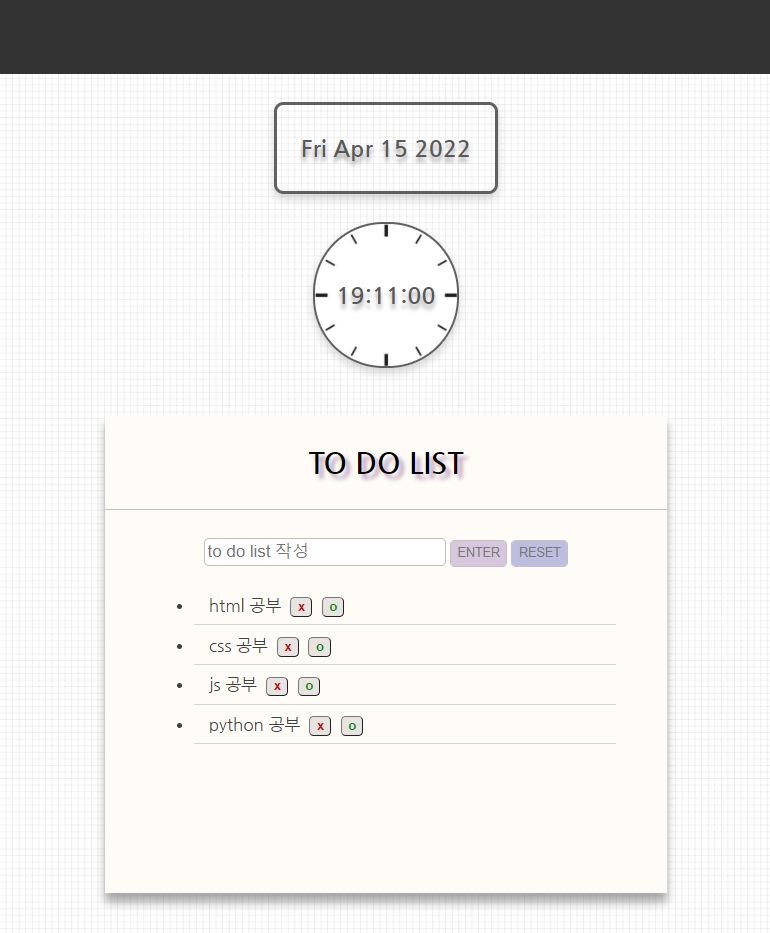 Fri Apr 15 2022
19:11:00
TO DO LIST
to do list 작성 ENTER RESET
html 공부 x o
css 공부 x o
js 공부 x o
python 공부 x o